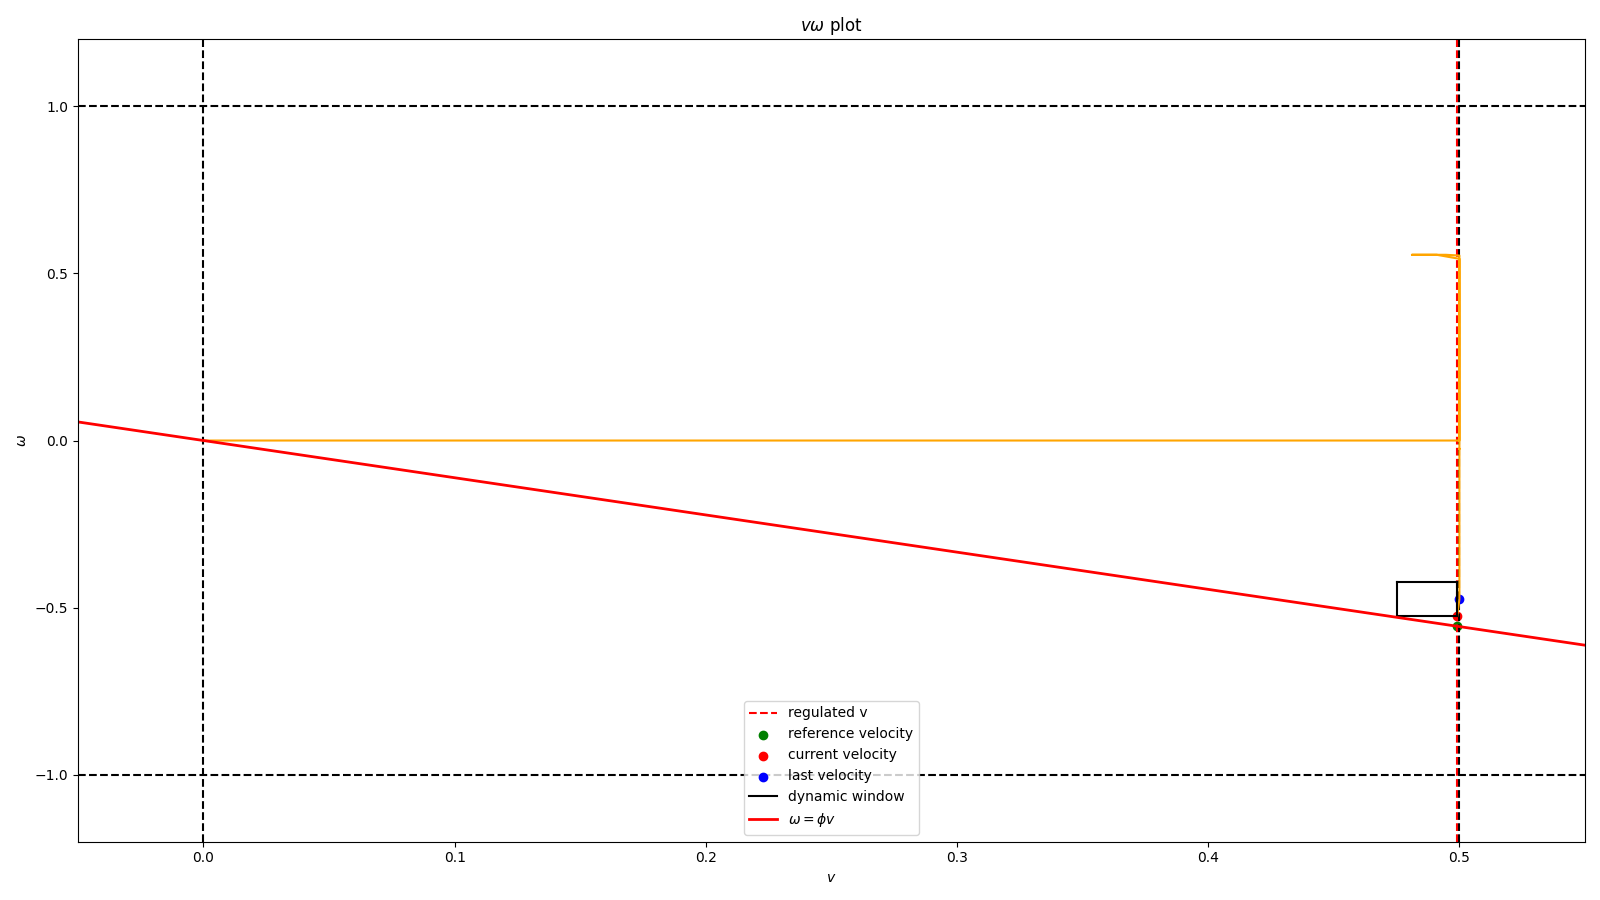 vω plot
1.0
0.5
0.0
−0.5
−1.0
ω
0.0
0.1
0.2
0.3
0.4
0.5
v
regulated v
reference velocity
current velocity
last velocity
dynamic window
ω = ϕv